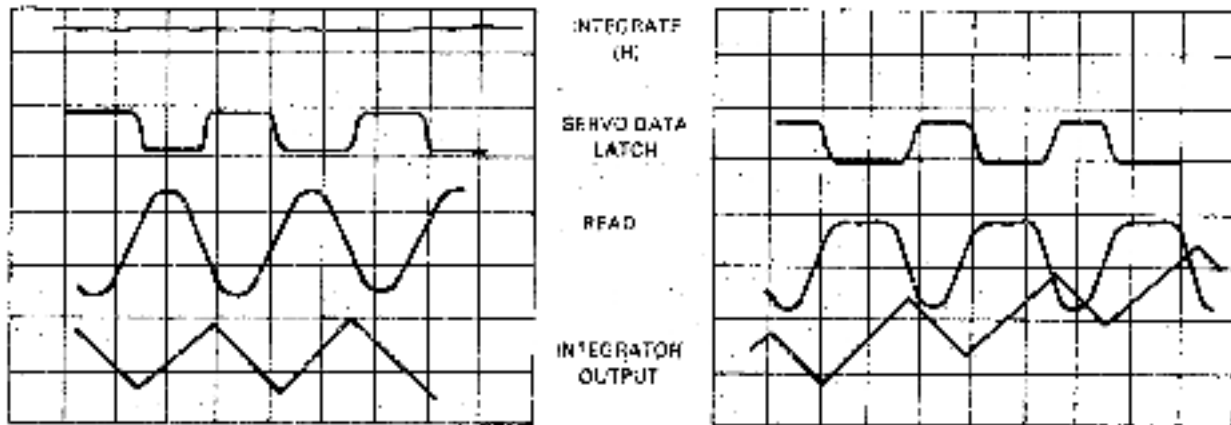 INTEGRATE
(H)
SERVO DATA
LATCH
READ
INTEGRATOR
OUTPUT